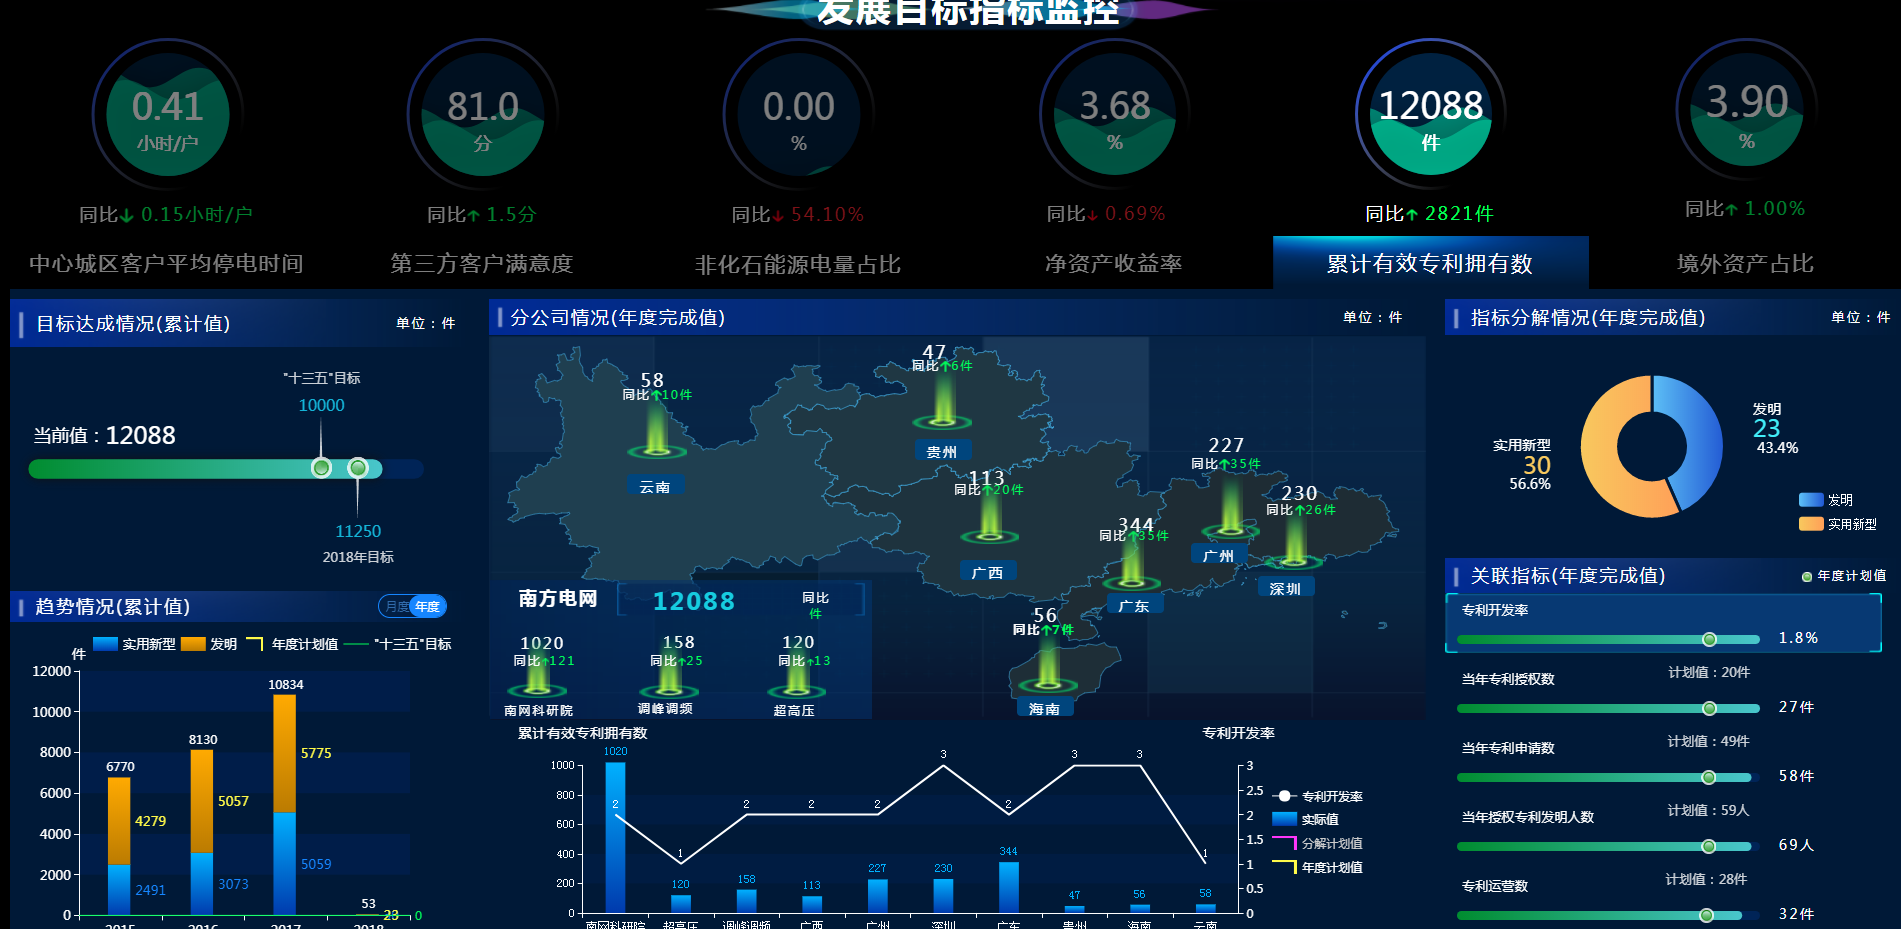 发展目标指标监控
0.41
小时/户
同比↓ 0.15小时/户
中心城区客户平均停电时间
81.0
分
同比↑ 1.5分
第三方客户满意度
0.00
%
同比↓ 54.10%
非化石能源电量占比
3.68
%
同比↓ 0.69%
净资产收益率
12088
件
同比↑ 2821件
累计有效专利拥有数
3.90
%
同比↑ 1.00%
境外资产占比
目标达成情况(累计值)
单位：件
"十三五"目标
10000
当前值：12088
11250
2018年目标
趋势情况(累计值)
月度 年度
件
实用新型 发明 年度计划值 "十三五"目标
12000
10000
8000
6000
4000
2000
0
6770
4279
2491
8130
5057
3073
10834
5775
5059
53
23
0
2015 2016 2017 2018
分公司情况(年度完成值)
单位：件
58
同比↑10件
云南
47
同比↑6件
贵州
113
同比↑20件
广西
227
同比↑35件
广州
230
同比↑26件
深圳
344
同比↑35件
广东
56
同比↑7件
海南
南方电网
12088
同比
件
1020
同比↑121
南网科研院
158
同比↑25
调峰调频
120
同比↑13
超高压
累计有效专利拥有数
专利开发率
1000
800
600
400
200
0
1020 120 158 113 227 230 344 47 56 58
2 1 2 2 2 3 2 3 3 1
3
2.5
2
1.5
1
0.5
0
南网科研院 超高压 调峰调频 广西 广州 深圳 广东 贵州 海南 云南
专利开发率
实际值
分解计划值
年度计划值
指标分解情况(年度完成值)
单位：件
发明
23
43.4%
实用新型
30
56.6%
发明
实用新型
关联指标(年度完成值)
年度计划值
专利开发率
1.8%
当年专利授权数
计划值：20件
27件
当年专利申请数
计划值：49件
58件
当年授权专利发明人数
计划值：59人
69人
专利运营数
计划值：28件
32件